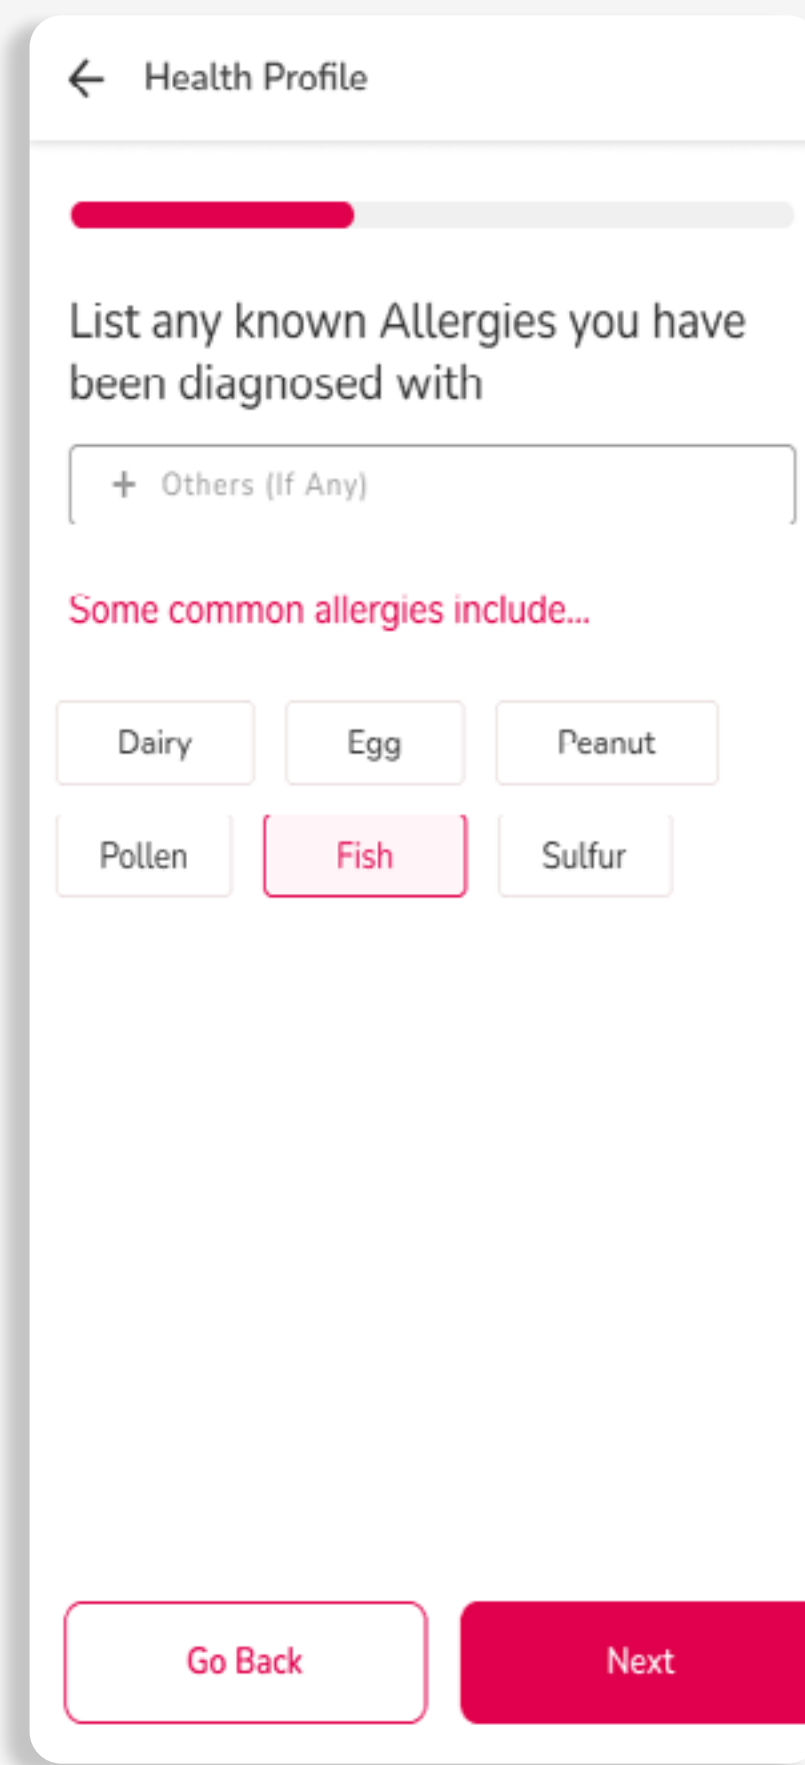 Health Profile
List any known Allergies you have
been diagnosed with
+ Others (If Any)
Some common allergies include...
Dairy Egg Peanut
Pollen Fish Sulfur
Go Back Next